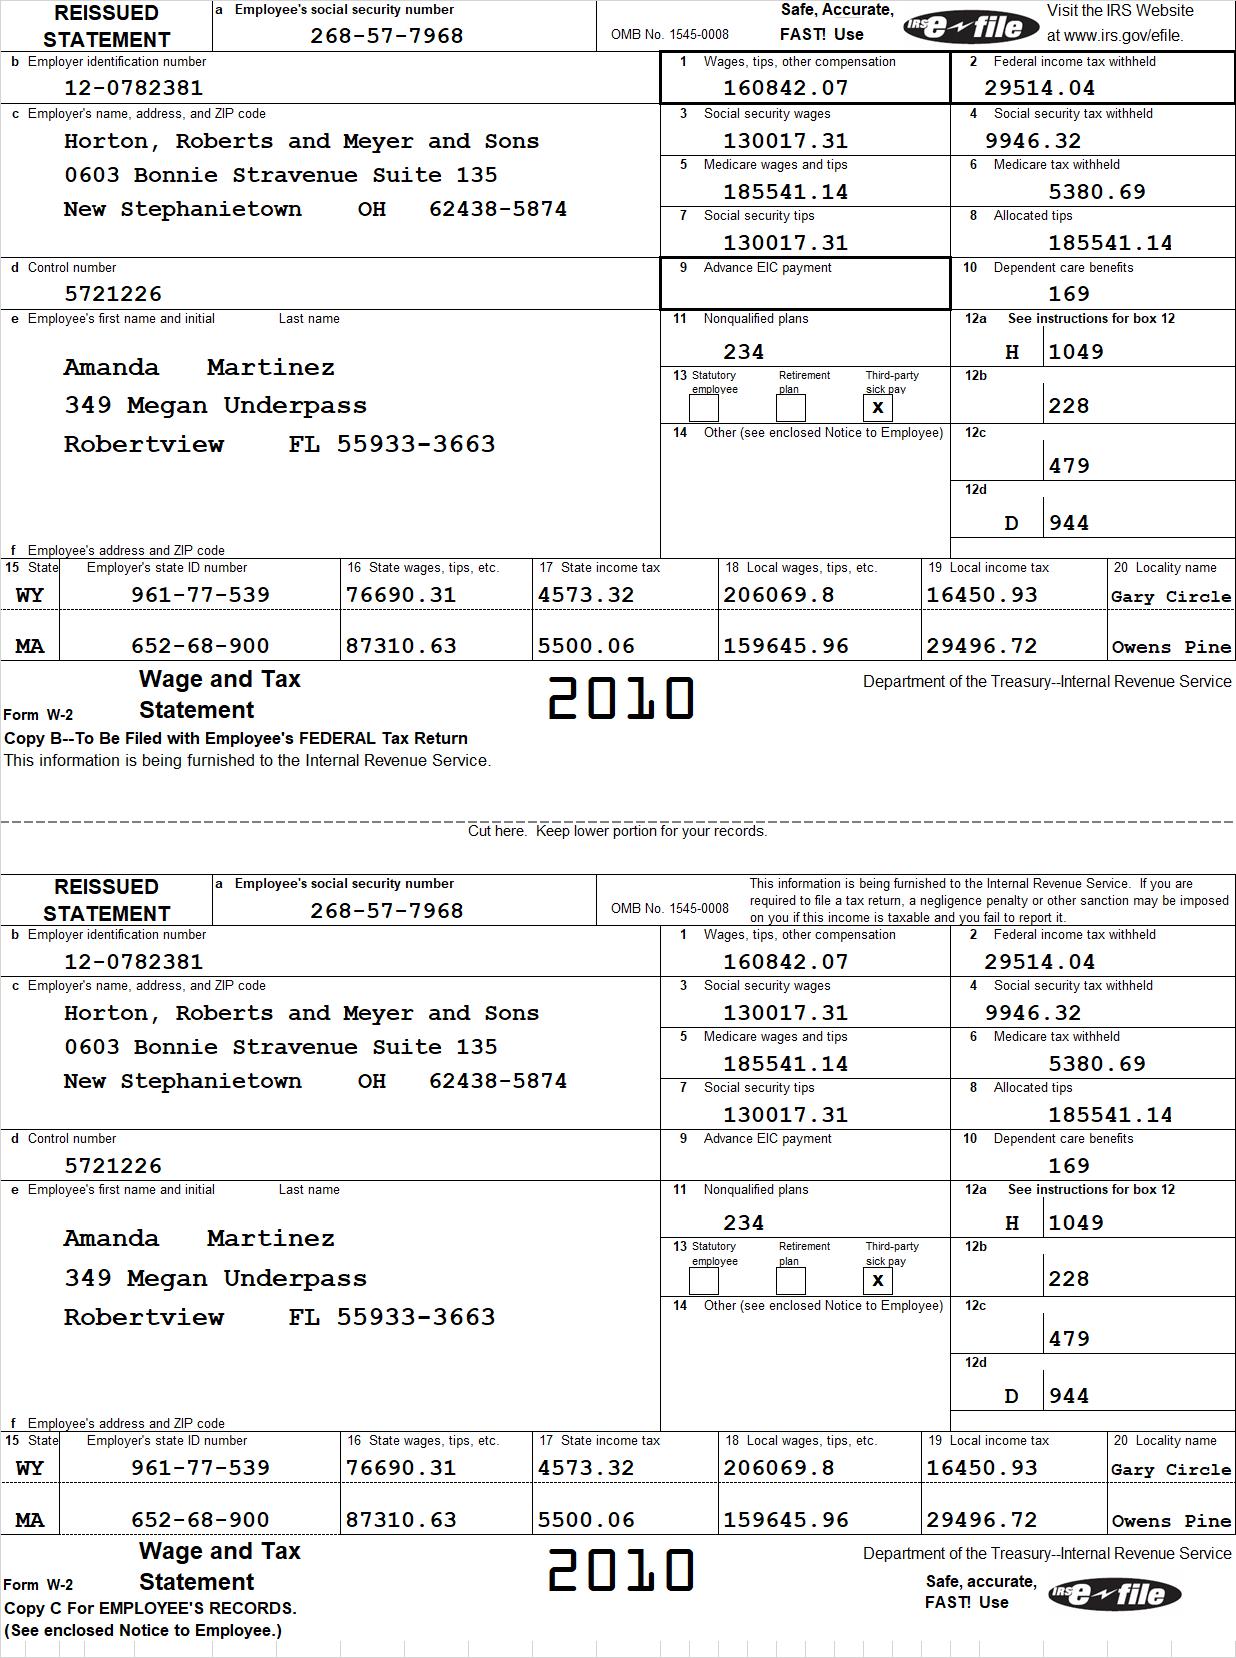 REISSUED STATEMENT
a Employee's social security number
268-57-7968
OMB No. 1545-0008
Safe, Accurate, FAST! Use
IRS e-file
Visit the IRS Website at www.irs.gov/efile.
b Employer identification number
12-0782381
1 Wages, tips, other compensation
160842.07
2 Federal income tax withheld
29514.04
c Employer's name, address, and ZIP code
Horton, Roberts and Meyer and Sons
0603 Bonnie Stravenue Suite 135
New Stephanietown OH 62438-5874
3 Social security wages
130017.31
4 Social security tax withheld
9946.32
5 Medicare wages and tips
185541.14
6 Medicare tax withheld
5380.69
7 Social security tips
130017.31
8 Allocated tips
185541.14
d Control number
5721226
9 Advance EIC payment
10 Dependent care benefits
169
e Employee's first name and initial Last name
Amanda Martinez
349 Megan Underpass
Robertview FL 55933-3663
11 Nonqualified plans
234
12a See instructions for box 12
H 1049
13 Statutory employee Retirement plan Third-party sick pay
X
12b
228
14 Other (see enclosed Notice to Employee)
12c
479
12d
D 944
f Employee's address and ZIP code
15 State Employer's state ID number 16 State wages, tips, etc. 17 State income tax 18 Local wages, tips, etc. 19 Local income tax 20 Locality name
WY 961-77-539 76690.31 4573.32 206069.8 16450.93 Gary Circle
MA 652-68-900 87310.63 5500.06 159645.96 29496.72 Owens Pine
Form W-2 Wage and Tax Statement
2010
Department of the Treasury--Internal Revenue Service
Copy B--To Be Filed with Employee's FEDERAL Tax Return
This information is being furnished to the Internal Revenue Service.
Cut here. Keep lower portion for your records.
REISSUED STATEMENT
a Employee's social security number
268-57-7968
OMB No. 1545-0008
This information is being furnished to the Internal Revenue Service. If you are
required to file a tax return, a negligence penalty or other sanction may be imposed
on you if this income is taxable and you fail to report it.
b Employer identification number
12-0782381
1 Wages, tips, other compensation
160842.07
2 Federal income tax withheld
29514.04
c Employer's name, address, and ZIP code
Horton, Roberts and Meyer and Sons
0603 Bonnie Stravenue Suite 135
New Stephanietown OH 62438-5874
3 Social security wages
130017.31
4 Social security tax withheld
9946.32
5 Medicare wages and tips
185541.14
6 Medicare tax withheld
5380.69
7 Social security tips
130017.31
8 Allocated tips
185541.14
d Control number
5721226
9 Advance EIC payment
10 Dependent care benefits
169
e Employee's first name and initial Last name
Amanda Martinez
349 Megan Underpass
Robertview FL 55933-3663
11 Nonqualified plans
234
12a See instructions for box 12
H 1049
13 Statutory employee Retirement plan Third-party sick pay
X
12b
228
14 Other (see enclosed Notice to Employee)
12c
479
12d
D 944
f Employee's address and ZIP code
15 State Employer's state ID number 16 State wages, tips, etc. 17 State income tax 18 Local wages, tips, etc. 19 Local income tax 20 Locality name
WY 961-77-539 76690.31 4573.32 206069.8 16450.93 Gary Circle
MA 652-68-900 87310.63 5500.06 159645.96 29496.72 Owens Pine
Form W-2 Wage and Tax Statement
2010
Department of the Treasury--Internal Revenue Service
Safe, accurate, FAST! Use
IRS e-file
Copy C For EMPLOYEE'S RECORDS.
(See enclosed Notice to Employee.)